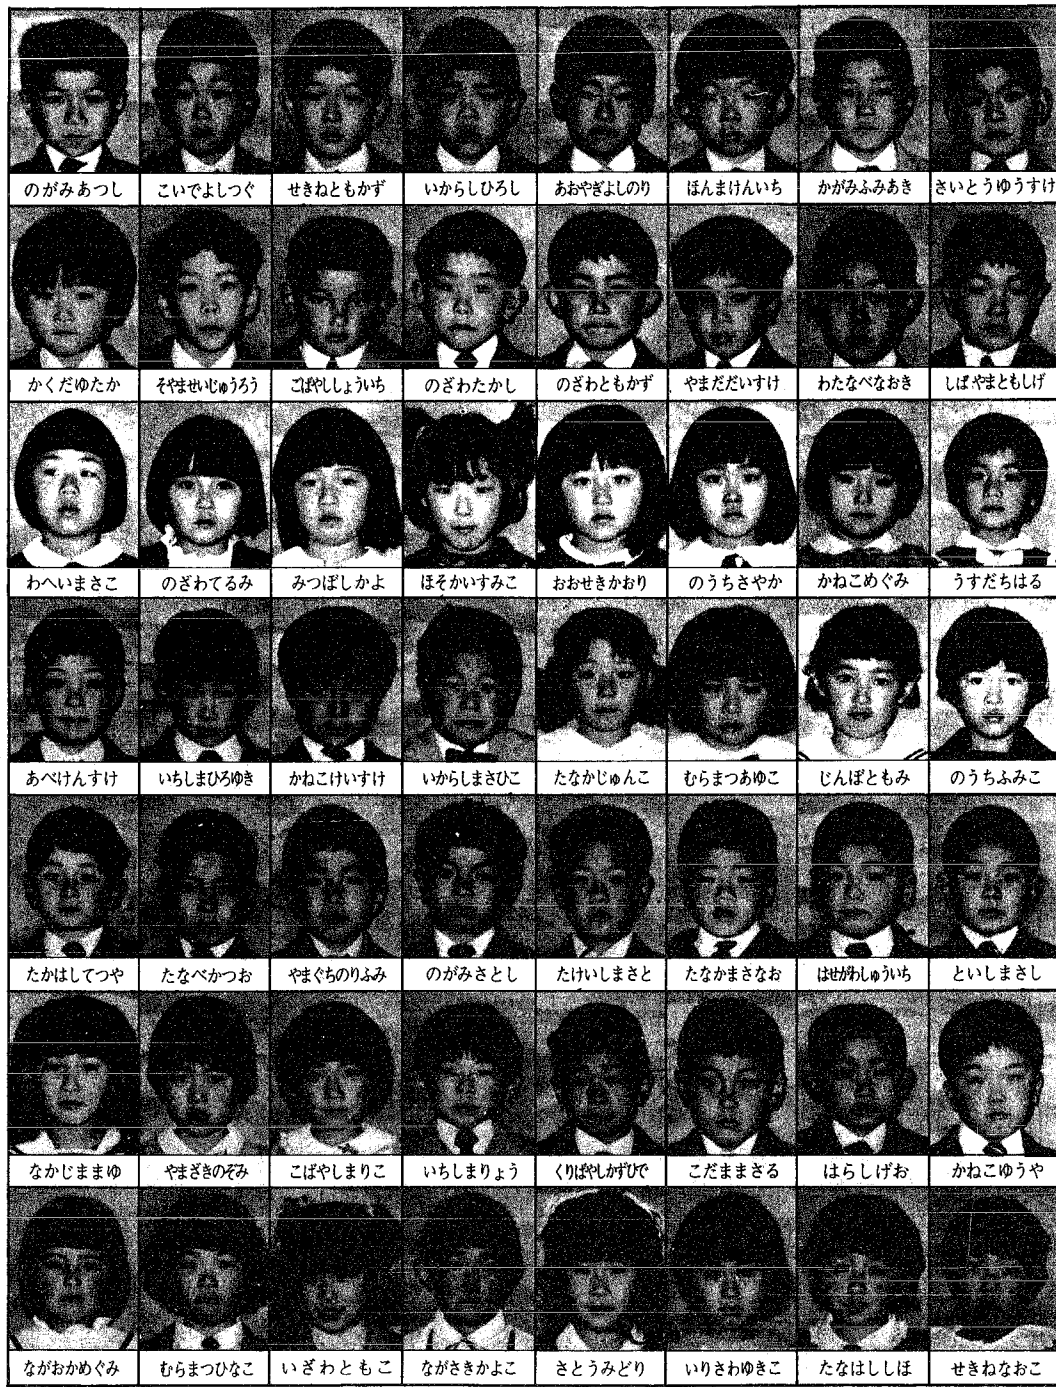 のがみあつし こいでよしつぐ せきねともかず いからしひろし あおやぎよしのり ほんまけんいち かがみふみあき さいとうゆうすけ
かくだゆたか そやませいじゅうろう こばやししょういち のざわたかし のざわともかず やまだだいすけ わたなべなおき しばやまともしげ
わへいまさこ のざわてるみ みつぼしかよ ほそかいすみこ おおせきかおり のうちさやか かねこめぐみ うすだちはる
あべけんすけ いちしまひろゆき かねこけいすけ いからしまさひこ たなかじゅんこ むらまつあゆこ じんぼともみ のうちふみこ
たかはしてつや たなべかつお やまぐちのりふみ のがみさとし たけいしまさと たなかまさなお はせがわしゅういち といしまさし
なかじままゆ やまざきのぞみ こばやしまりこ いちしまりょう くりばやしかずひで こだままさる はらしげお かねこゆうや
ながおかめぐみ むらまつひなこ いざわともこ ながさきかよこ さとうみどり いりさわゆきこ たなはししほ せきねなおこ